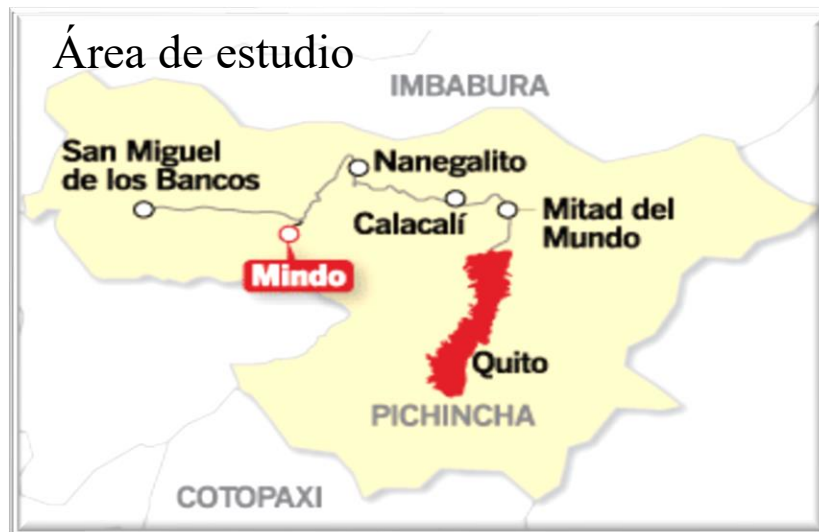 Área de estudio
IMBABURA
San Miguel
de los Bancos
Nanegalito
Calacalí
Mitad del
Mundo
Mindo
Quito
PICHINCHA
COTOPAXI